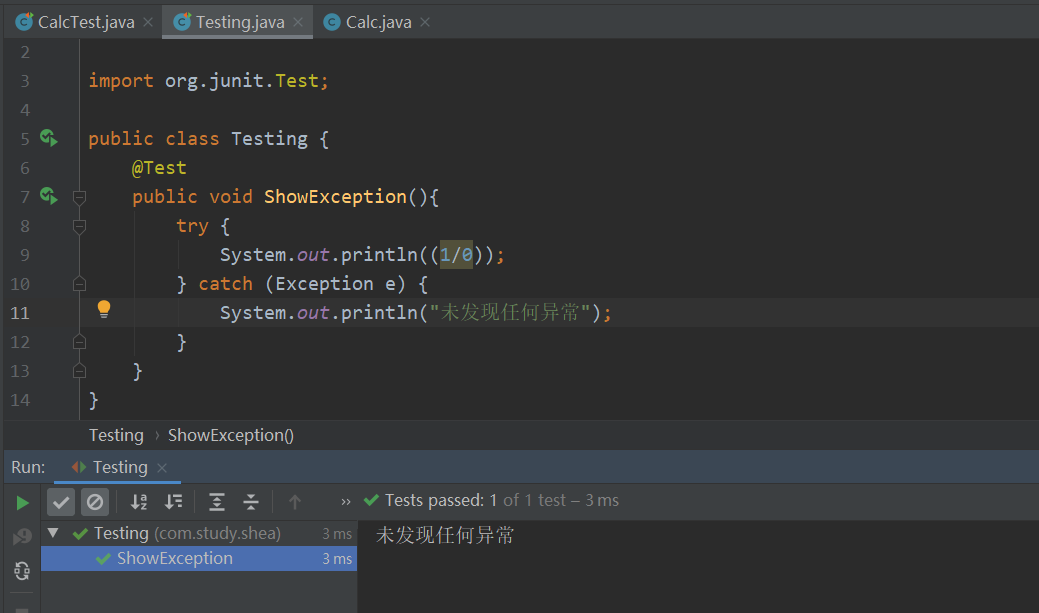 CalcTest.java × Testing.java × Calc.java ×
2
3 import org.junit.Test;
4
5 public class Testing {
6 @Test
7 public void ShowException(){
8 try {
9 System.out.println((1/0));
10 } catch (Exception e) {
11 System.out.println("未发现任何异常");
12 }
13 }
14 }
Testing › ShowException()
Run: Testing ×
›› Tests passed: 1 of 1 test – 3 ms
Testing (com.study.shea) 3 ms
ShowException 3 ms
未发现任何异常